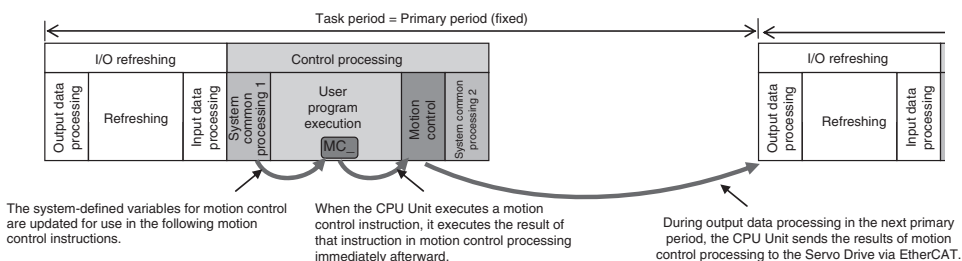 Task period = Primary period (fixed)
I/O refreshing
Control processing
I/O refreshing
Output data
processing
Refreshing
Input data
processing
System
common
processing 1
User
program
execution
MC_
Motion
control
System common
processing 2
Output data
processing
Refreshing
Input data
processing
The system-defined variables for motion control
are updated for use in the following motion
control instructions.
When the CPU Unit executes a motion
control instruction, it executes the result of
that instruction in motion control processing
immediately afterward.
During output data processing in the next primary
period, the CPU Unit sends the results of motion
control processing to the Servo Drive via EtherCAT.